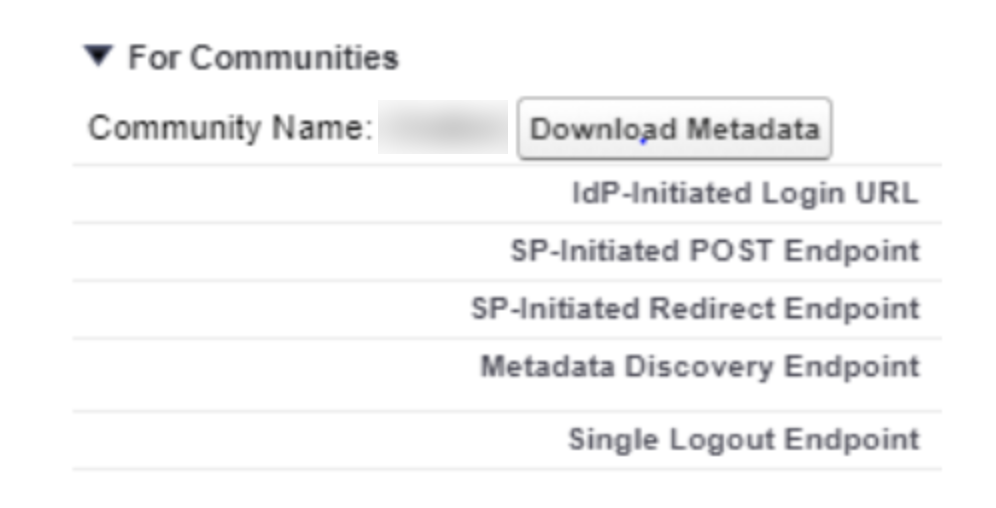 For Communities
Community Name: Download Metadata
IdP-Initiated Login URL
SP-Initiated POST Endpoint
SP-Initiated Redirect Endpoint
Metadata Discovery Endpoint
Single Logout Endpoint